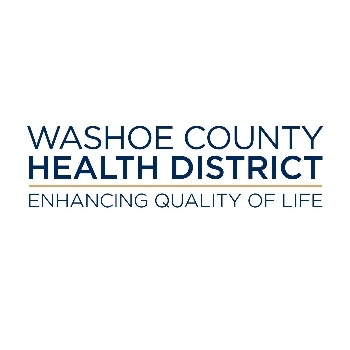 WASHOE COUNTY
HEALTH DISTRICT
ENHANCING QUALITY OF LIFE